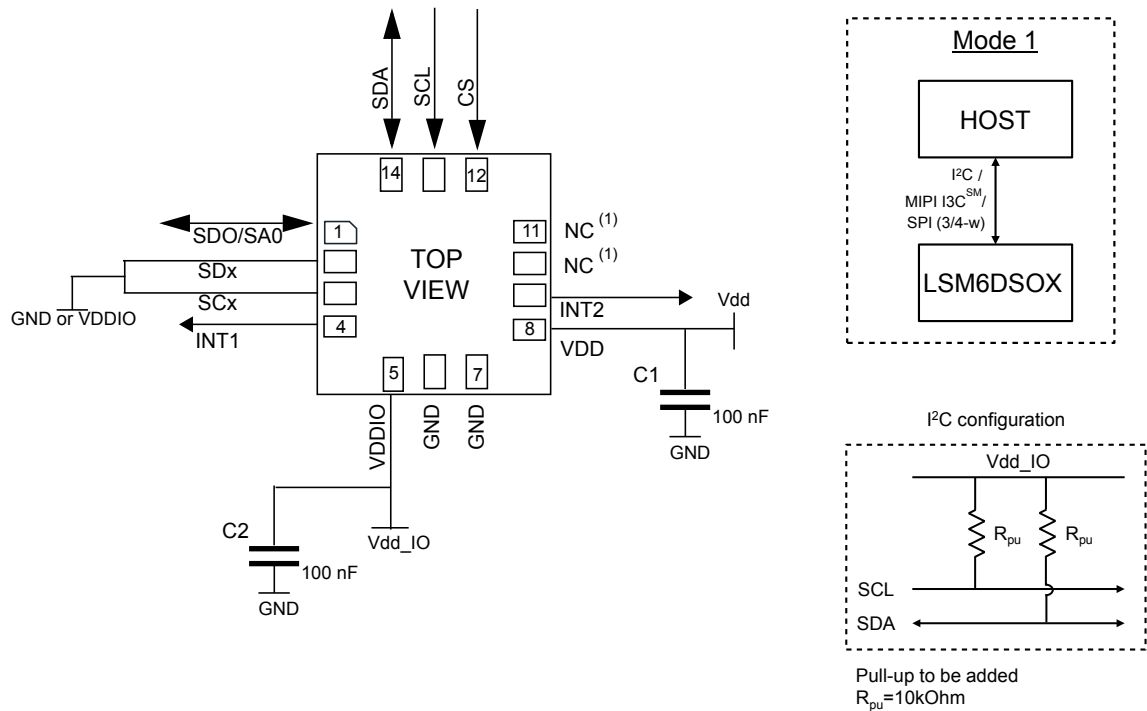 SDA
SCL
CS
14
12
1
SDO/SA0
SDx
SCx
GND or VDDIO
4
INT1
TOP
VIEW
11
NC (1)
NC (1)
INT2
8
VDD
Vdd
C1
100 nF
GND
5
7
VDDIO
GND
GND
C2
100 nF
GND
Vdd_IO
Mode 1
HOST
I²C /
MIPI I3C^SM/
SPI (3/4-w)
LSM6DSOX
I²C configuration
Vdd_IO
Rpu
Rpu
SCL
SDA
Pull-up to be added
Rpu=10kOhm